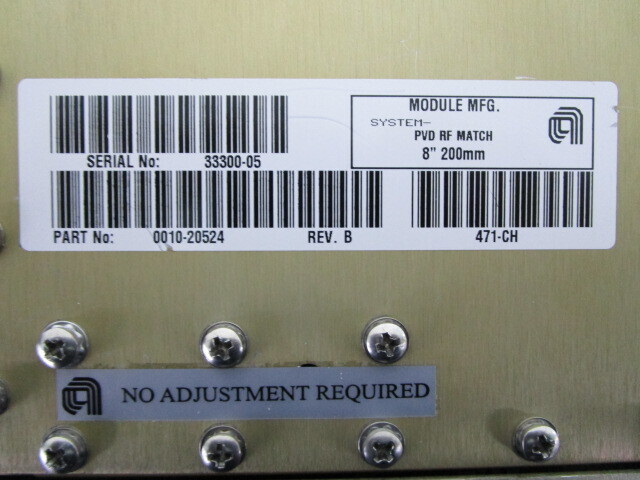 MODULE MFG.
SYSTEM-
PVD RF MATCH
8" 200mm
SERIAL No: 33300-05
PART No: 0010-20524 REV. B 471-CH
NO ADJUSTMENT REQUIRED